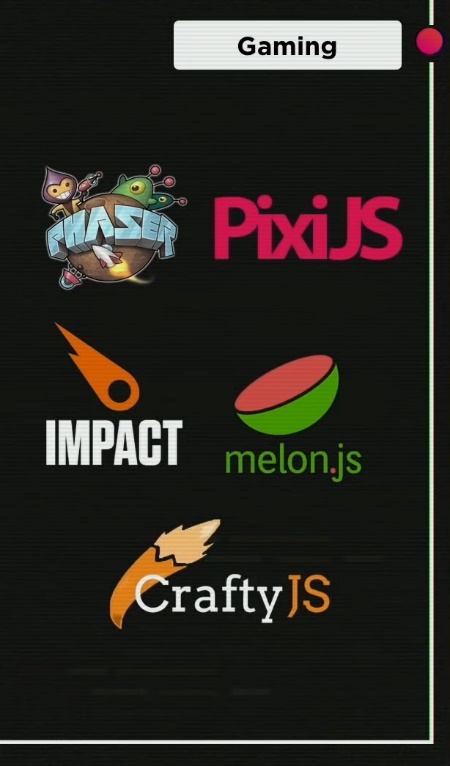 Gaming
PHASER
PixiJS
IMPACT
melon.js
CraftyJS